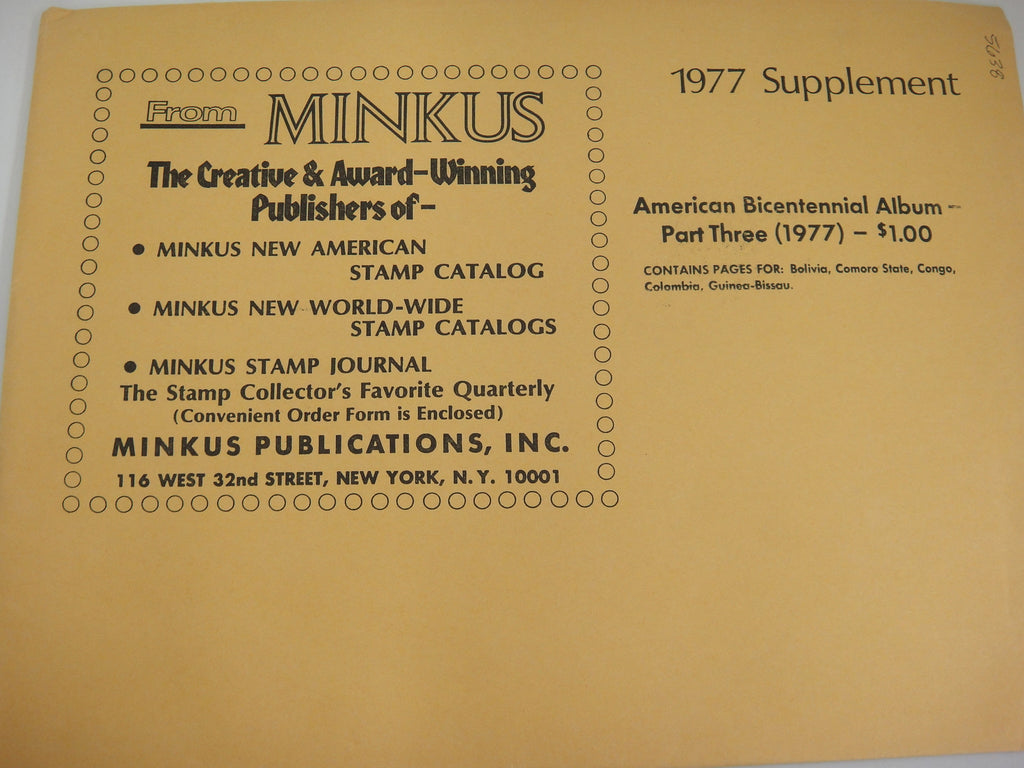 From MINKUS
The Creative & Award-Winning
Publishers of -
● MINKUS NEW AMERICAN
STAMP CATALOG
● MINKUS NEW WORLD-WIDE
STAMP CATALOGS
● MINKUS STAMP JOURNAL
The Stamp Collector's Favorite Quarterly
(Convenient Order Form is Enclosed)
MINKUS PUBLICATIONS, INC.
116 WEST 32nd STREET, NEW YORK, N.Y. 10001
1977 Supplement
American Bicentennial Album -
Part Three (1977) - $1.00
CONTAINS PAGES FOR: Bolivia, Comoro State, Congo,
Colombia, Guinea-Bissau.